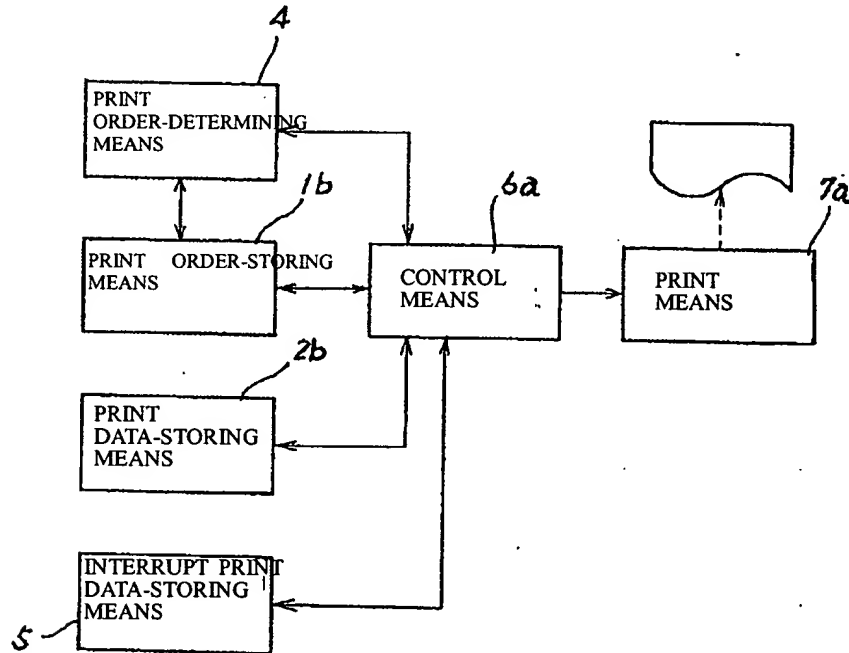 4
PRINT
ORDER-DETERMINING
MEANS
1b
PRINT ORDER-STORING
MEANS
6a
CONTROL
MEANS
7a
PRINT
MEANS
2b
PRINT
DATA-STORING
MEANS
INTERRUPT PRINT
DATA-STORING
MEANS
5